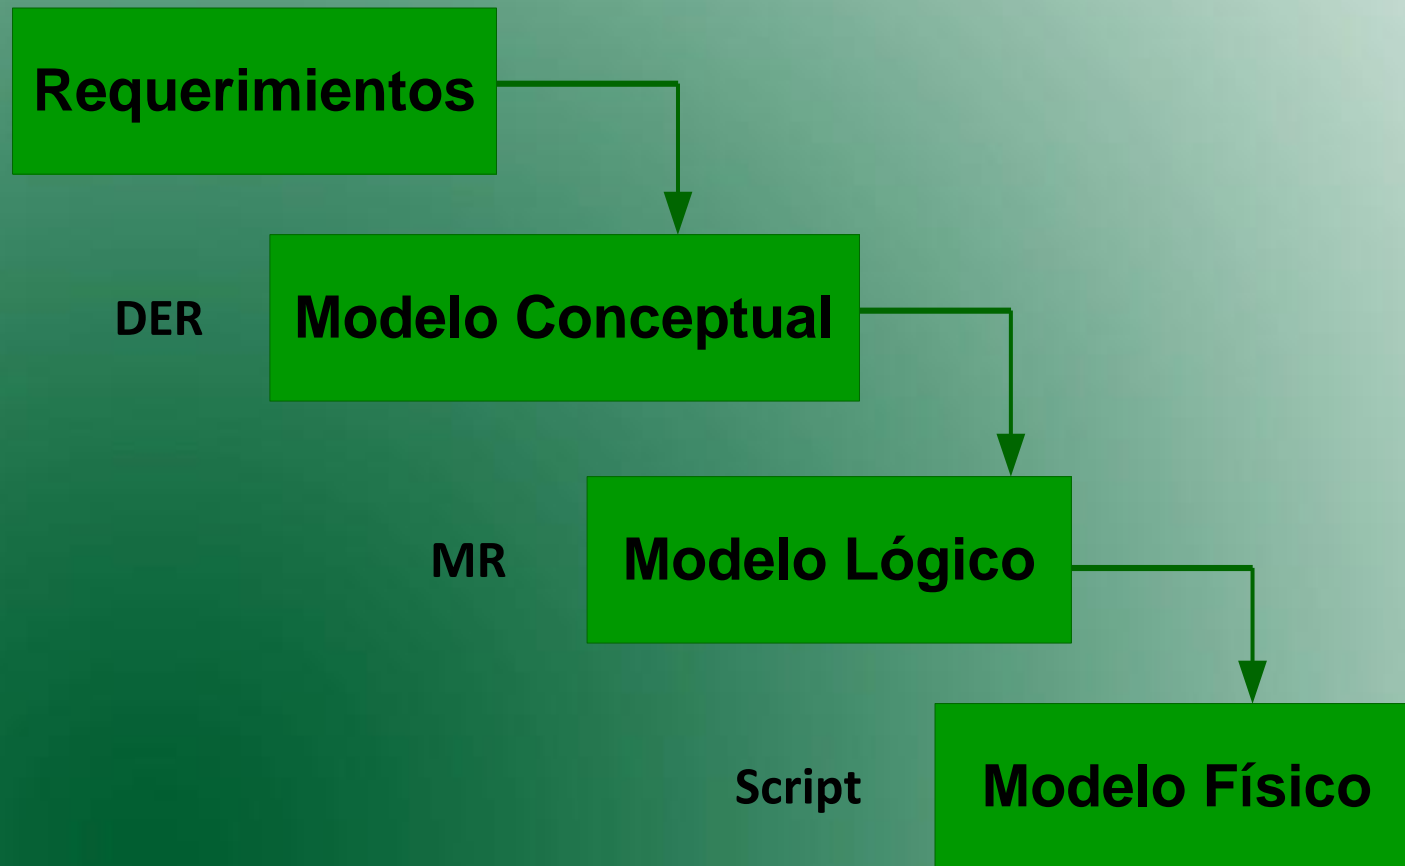 Requerimientos
DER
Modelo Conceptual
MR
Modelo Lógico
Script
Modelo Físico